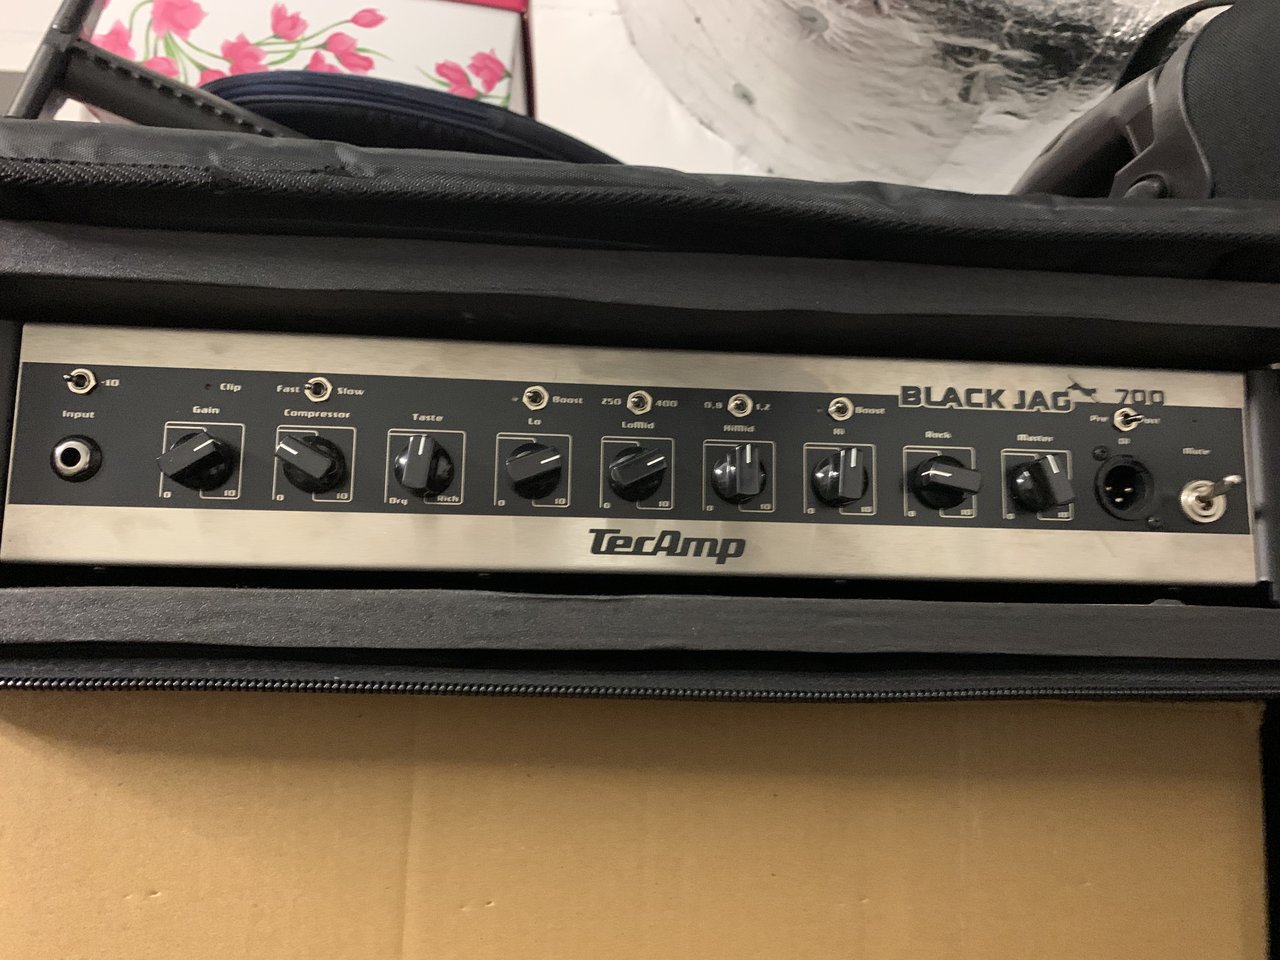 -10
Clip
Fast
Slow
Boost
250
400
0.8
1.2
Boost
BLACK JAG 700
Pre
Input
Gain
Compressor
Taste
Lo
LoMid
HiMid
Hi
Master
DI
Mute
0 10
0 10
Dry Rich
0 10
0 10
0 10
0 10
0 10
0 10
TecAmp